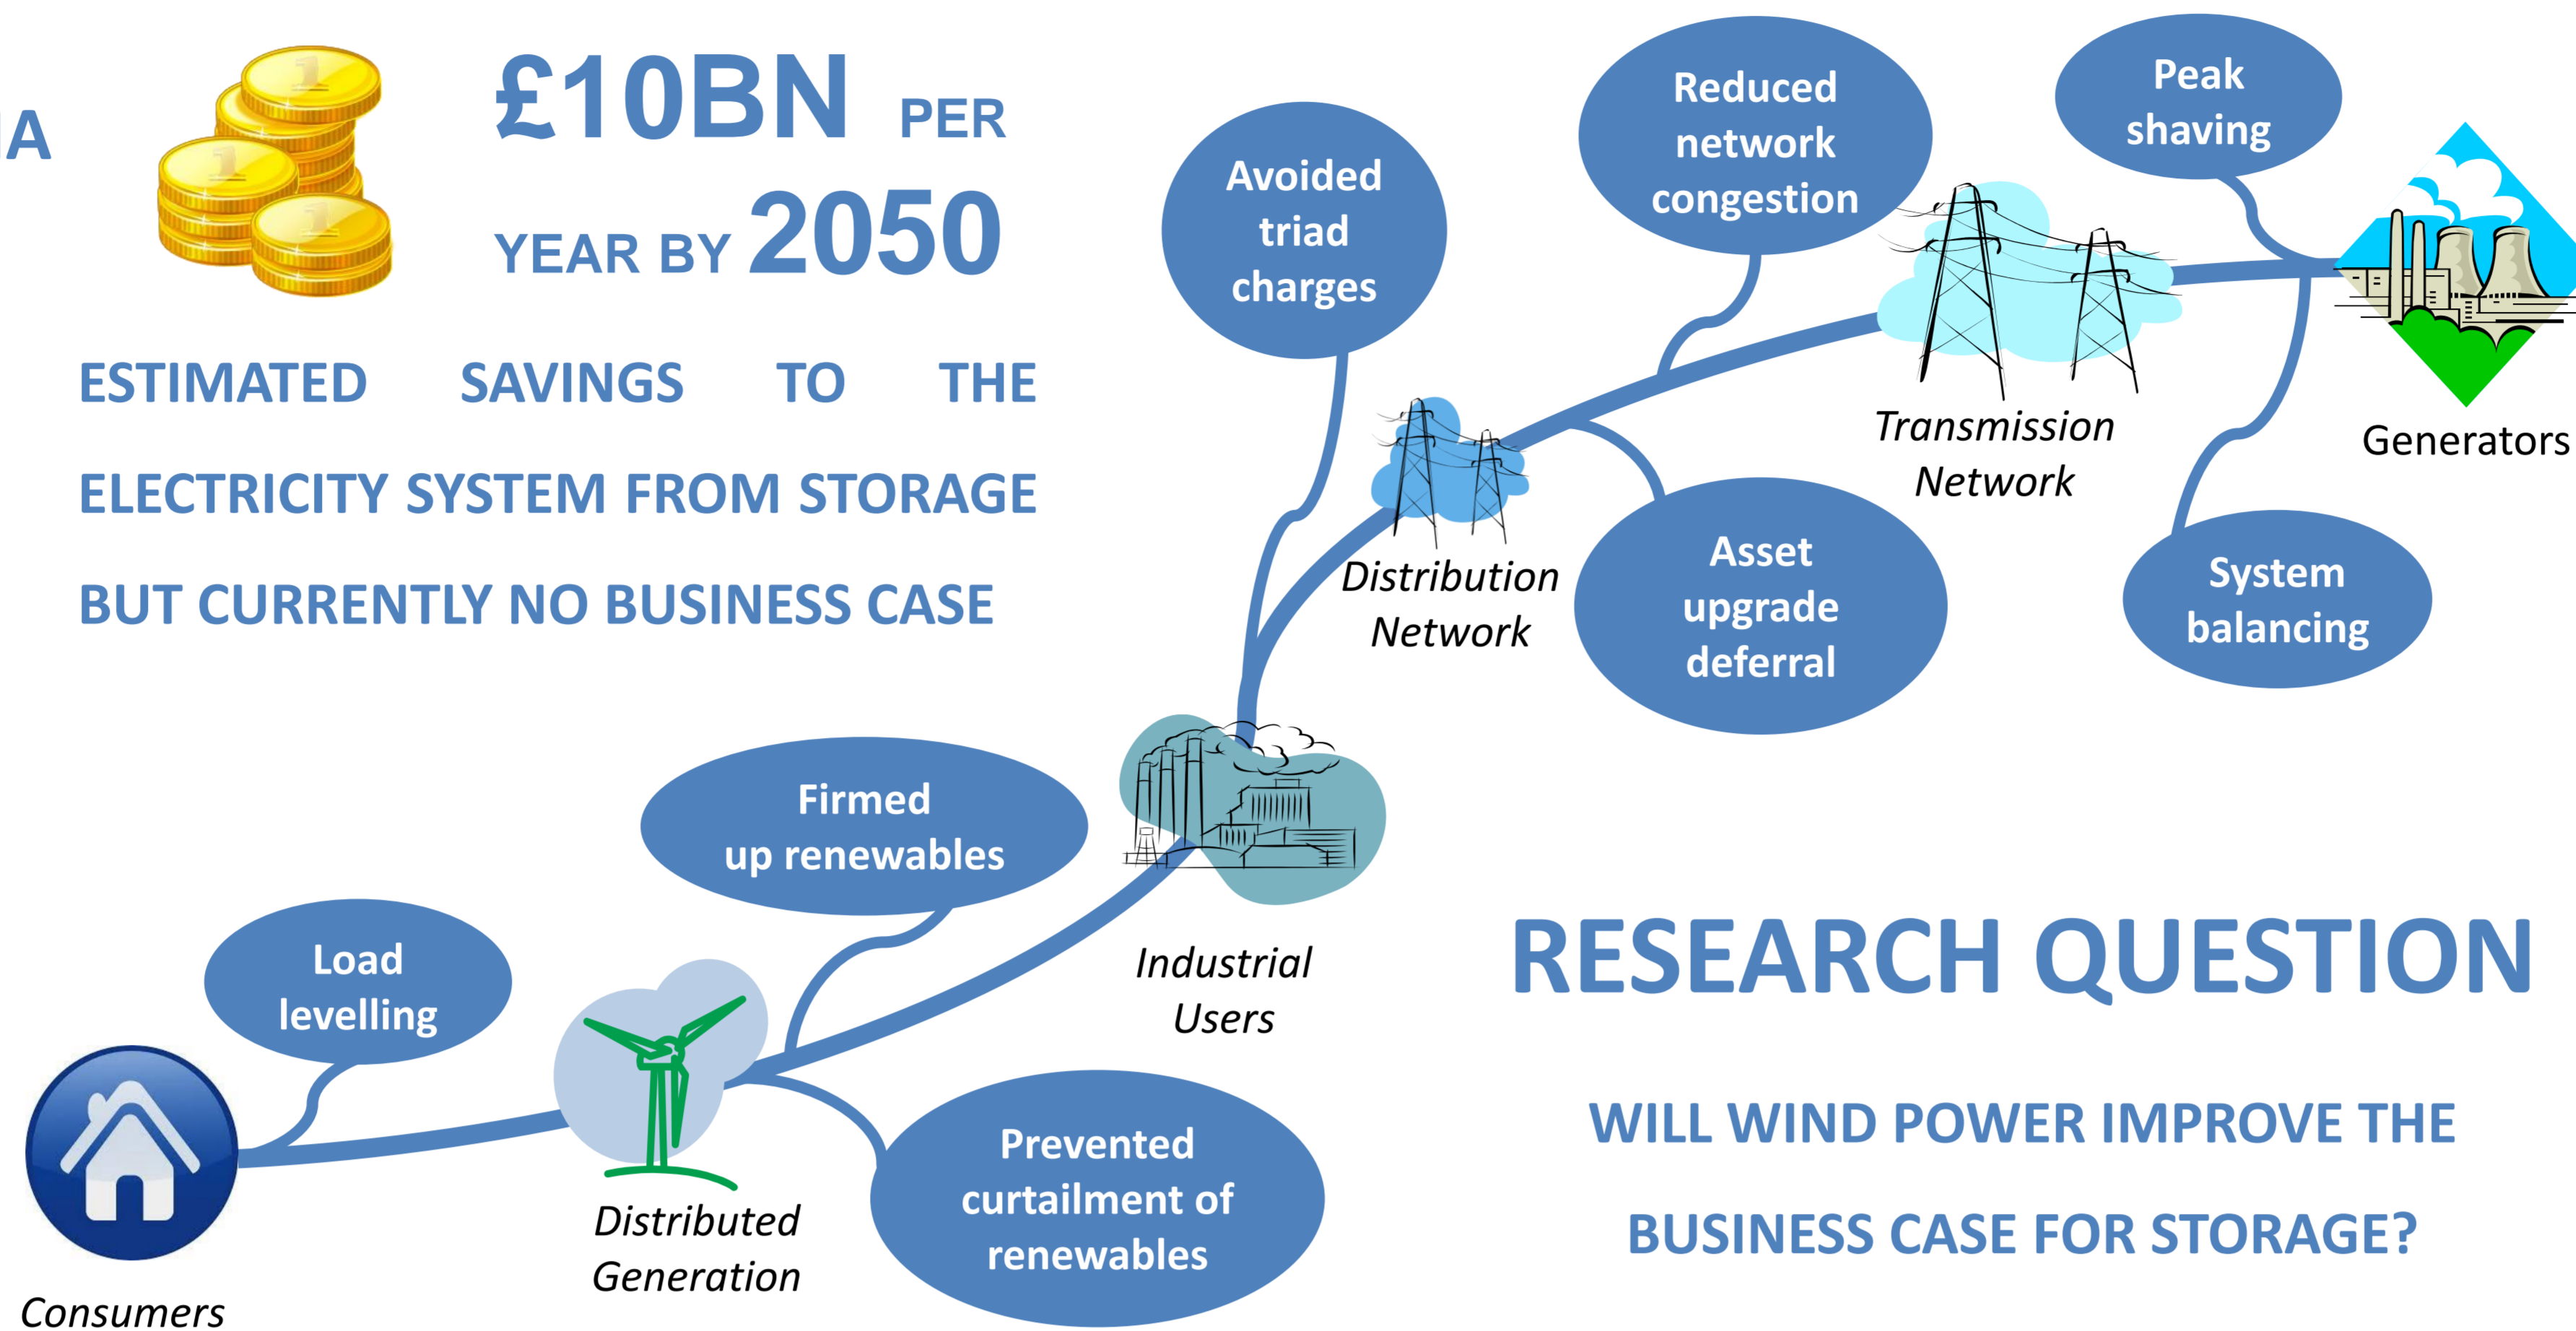 £10BN PER
YEAR BY 2050
ESTIMATED SAVINGS TO THE
ELECTRICITY SYSTEM FROM STORAGE
BUT CURRENTLY NO BUSINESS CASE
Avoided
triad
charges
Reduced
network
congestion
Peak
shaving
Generators
Transmission
Network
Distribution
Network
Asset
upgrade
deferral
System
balancing
Firmed
up renewables
Load
levelling
Industrial
Users
Prevented
curtailment of
renewables
Distributed
Generation
Consumers
RESEARCH QUESTION
WILL WIND POWER IMPROVE THE
BUSINESS CASE FOR STORAGE?